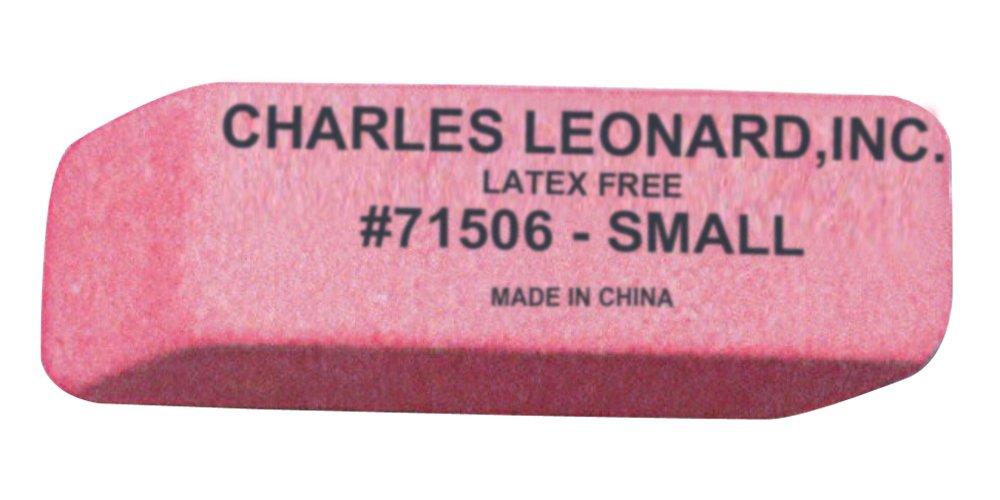 CHARLES LEONARD,INC.
LATEX FREE
#71506 - SMALL
MADE IN CHINA